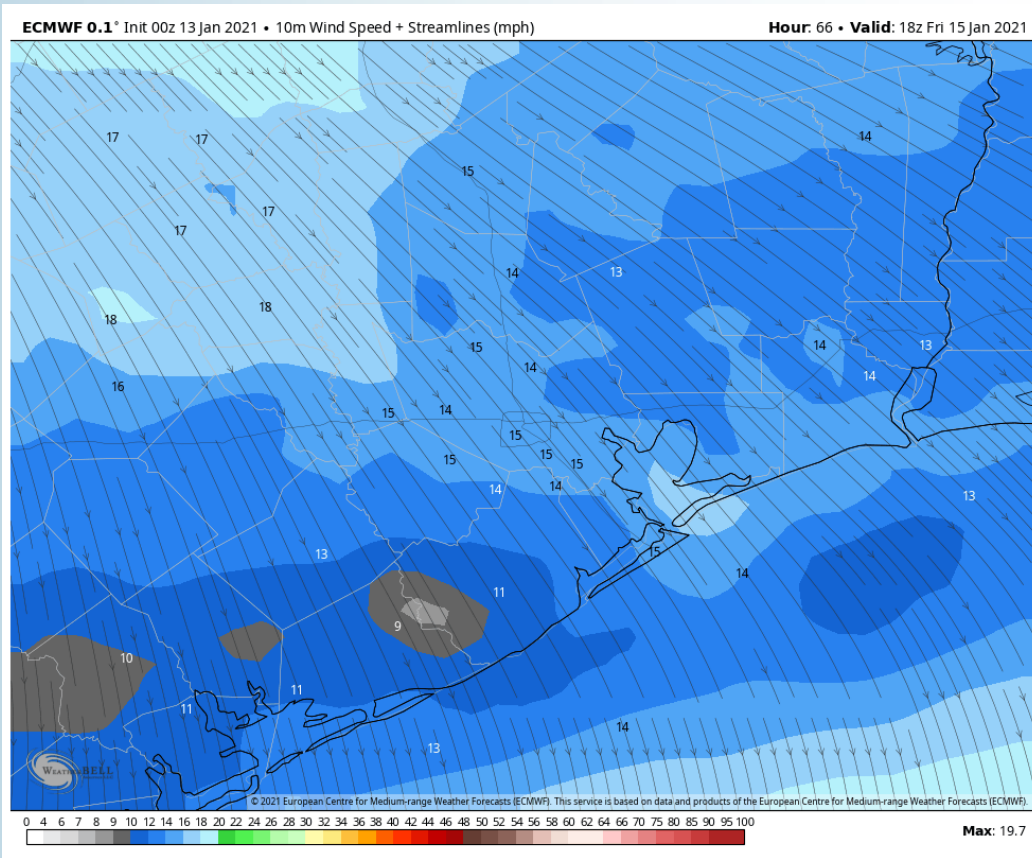 ECMWF 0.1° Init 00z 13 Jan 2021 • 10m Wind Speed + Streamlines (mph) Hour: 66 • Valid: 18z Fri 15 Jan 2021
17 17 14
15
17
17
14 13
18
18
15 14 13
14 14
16
15 14
15
15 15 15
14 14 13
13 15
14
11
9
10
11
11
14
13
WEATHERBELL
© 2021 European Centre for Medium-range Weather Forecasts (ECMWF). This service is based on data and products of the European Centre for Medium-range Weather Forecasts (ECMWF).
0 4 6 7 8 9 10 12 14 16 18 20 22 24 26 28 30 32 34 36 38 40 42 44 46 48 50 52 54 56 58 60 62 64 66 70 75 80 85 90 95 100
Max: 19.7